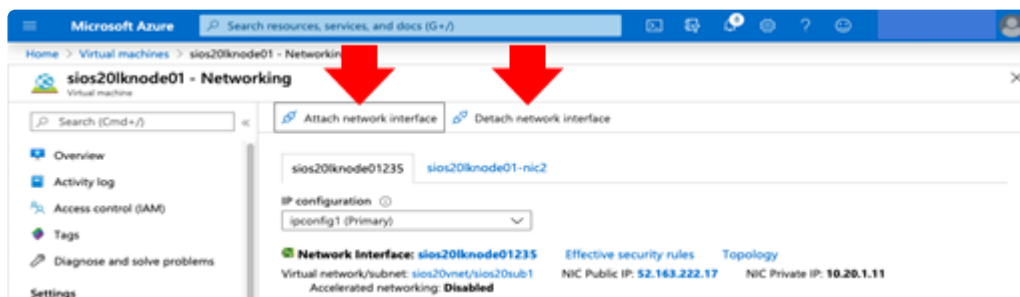 Microsoft Azure
Search resources, services, and docs (G+/)
Home > Virtual machines > sios20lknode01 - Networking
sios20lknode01 - Networking
Virtual machine
Search (Cmd+/)
«
Attach network interface
Detach network interface
Overview
Activity log
Access control (IAM)
Tags
Diagnose and solve problems
Settings
sios20lknode01235
sios20lknode01-nic2
IP configuration
ipconfig1 (Primary)
Network Interface: sios20lknode01235
Effective security rules
Topology
Virtual network/subnet: sios20vnet/sios20sub1
NIC Public IP: 52.163.222.17
NIC Private IP: 10.20.1.11
Accelerated networking: Disabled